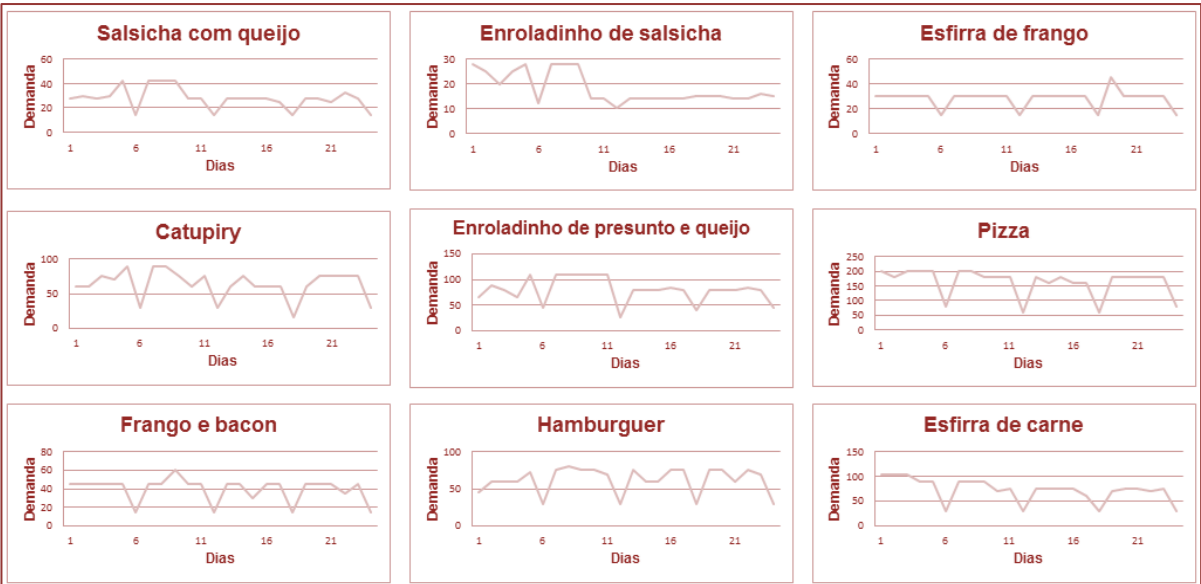 Salsicha com queijo
Demanda
60
40
20
0
1 6 11 16 21
Dias
Enroladinho de salsicha
Demanda
30
20
10
0
1 6 11 16 21
Dias
Esfirra de frango
Demanda
60
40
20
0
1 6 11 16 21
Dias
Catupiry
Demanda
100
50
0
1 6 11 16 21
Dias
Enroladinho de presunto e queijo
Demanda
150
100
50
0
1 6 11 16 21
Dias
Pizza
Demanda
250
200
150
100
50
0
1 6 11 16 21
Dias
Frango e bacon
Demanda
80
60
40
20
0
1 6 11 16 21
Dias
Hamburguer
Demanda
100
50
0
1 6 11 16 21
Dias
Esfirra de carne
Demanda
150
100
50
0
1 6 11 16 21
Dias